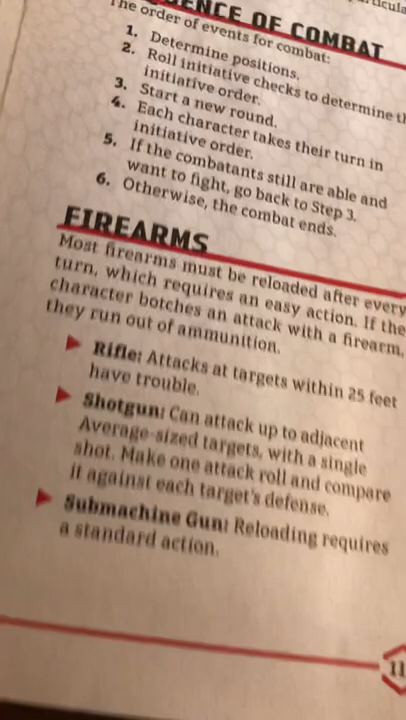 ENCE OF COMBAT
The order of events for combat:
1. Determine positions.
2. Roll initiative checks to determine
initiative order.
3. Start a new round.
4. Each character takes their turn in
initiative order.
5. If the combatants still are able and
want to fight, go back to Step 3.
6. Otherwise, the combat ends.
FIREARMS
Most firearms must be reloaded after every
turn, which requires an easy action. If the
character botches an attack with a firearm,
they run out of ammunition.
Rifle: Attacks at targets within 25 feet
have trouble.
Shotgun: Can attack up to adjacent
Average-sized targets, with a single
shot. Make one attack roll and compare
it against each target's defense.
Submachine Gun: Reloading requires
a standard action.
11